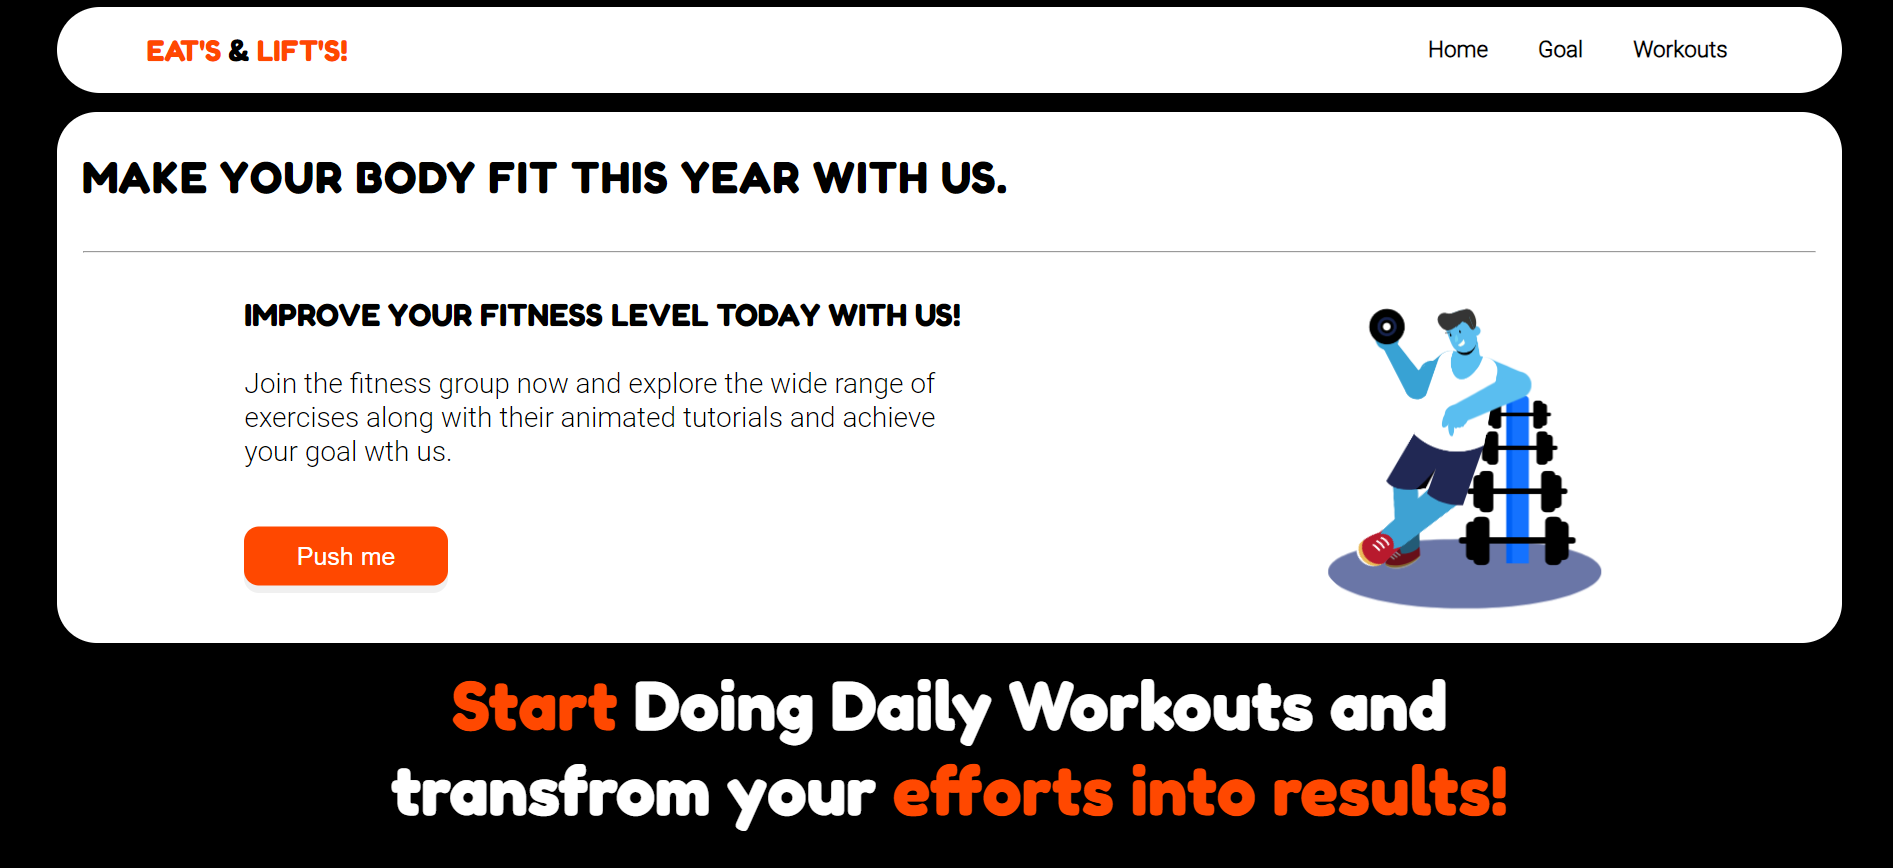 EAT'S & LIFT'S!
Home Goal Workouts
MAKE YOUR BODY FIT THIS YEAR WITH US.
IMPROVE YOUR FITNESS LEVEL TODAY WITH US!
Join the fitness group now and explore the wide range of
exercises along with their animated tutorials and achieve
your goal wth us.
Push me
Start Doing Daily Workouts and
transfrom your efforts into results!